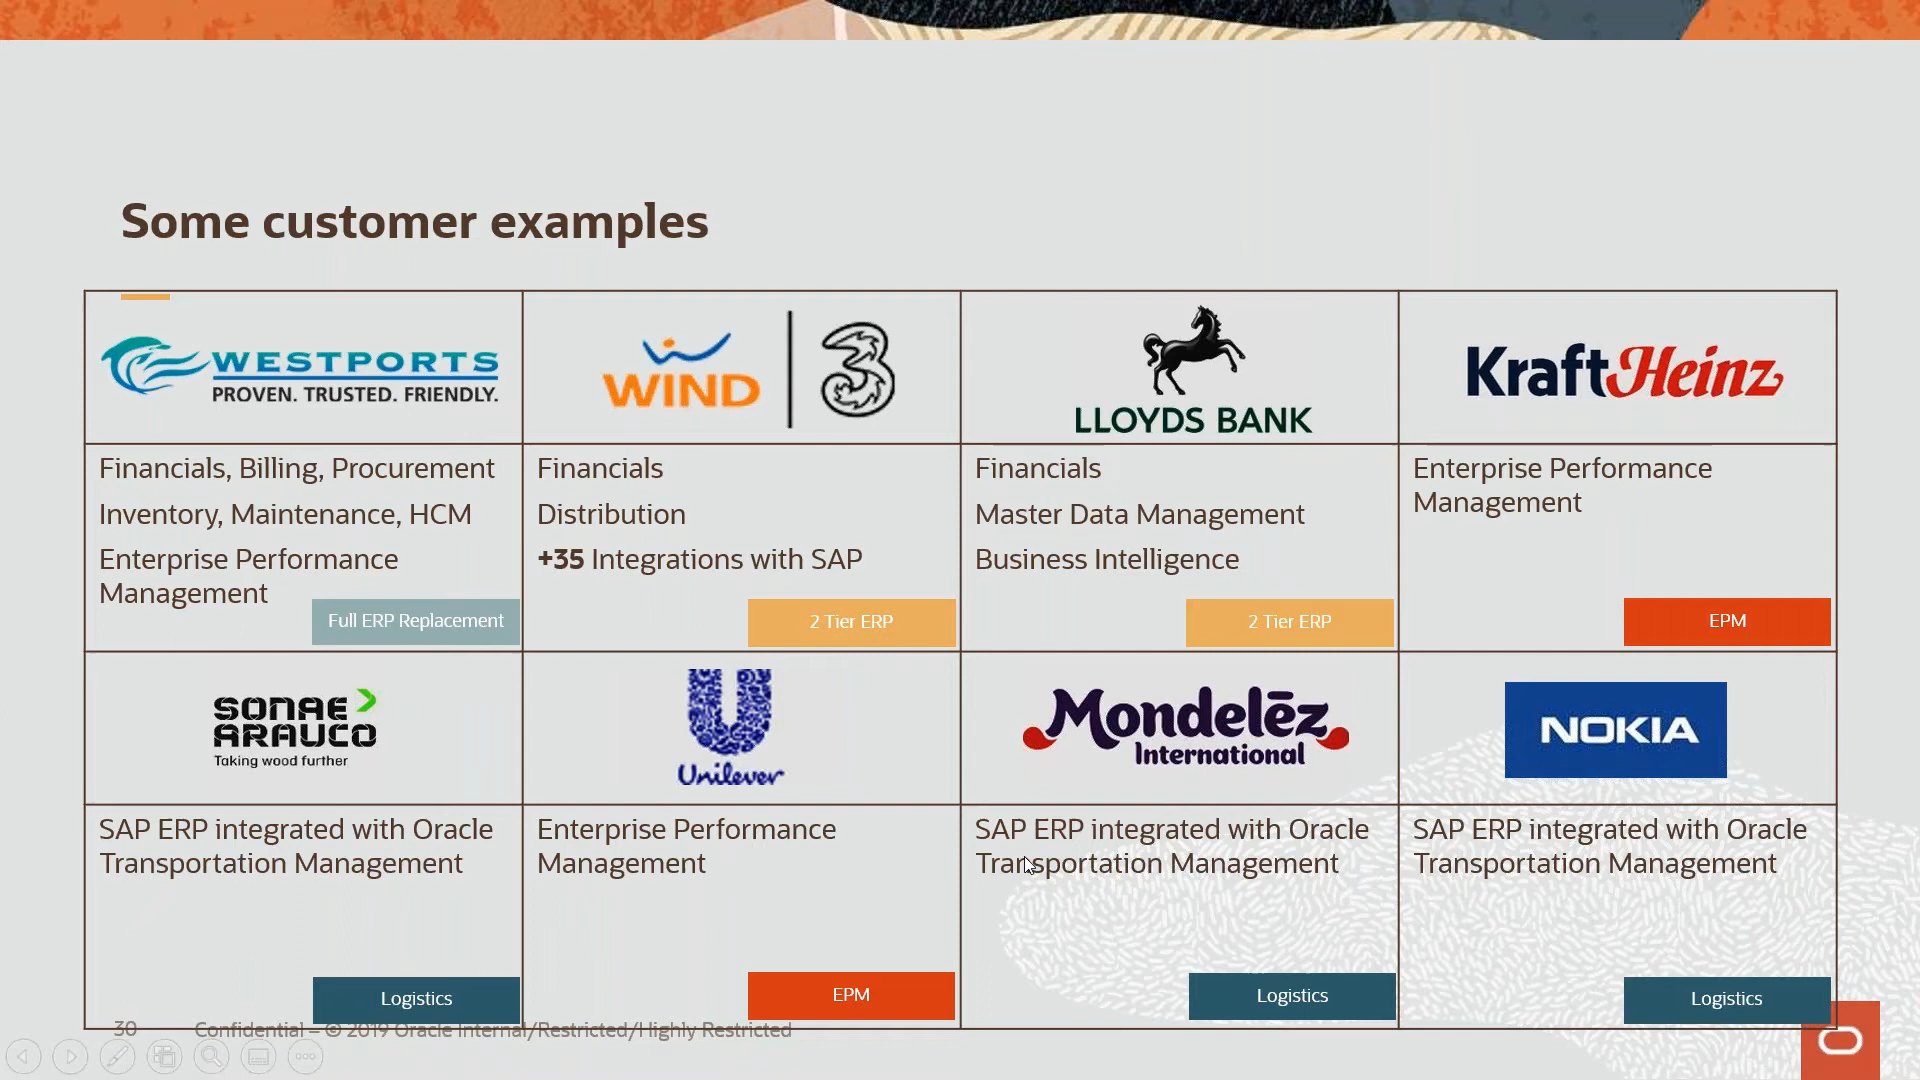 Some customer examples
WESTPORTS
PROVEN. TRUSTED. FRIENDLY.
WIND 3
LLOYDS BANK
KraftHeinz
Financials, Billing, Procurement
Inventory, Maintenance, HCM
Enterprise Performance
Management
Full ERP Replacement
Financials
Distribution
+35 Integrations with SAP
2 Tier ERP
Financials
Master Data Management
Business Intelligence
2 Tier ERP
Enterprise Performance
Management
EPM
SONAE
ARAUCO
Taking wood further
Unilever
Mondelēz
International
NOKIA
SAP ERP integrated with Oracle
Transportation Management
Logistics
Enterprise Performance
Management
EPM
SAP ERP integrated with Oracle
Transportation Management
Logistics
SAP ERP integrated with Oracle
Transportation Management
Logistics
30 Confidential – © 2019 Oracle Internal/Restricted/Highly Restricted